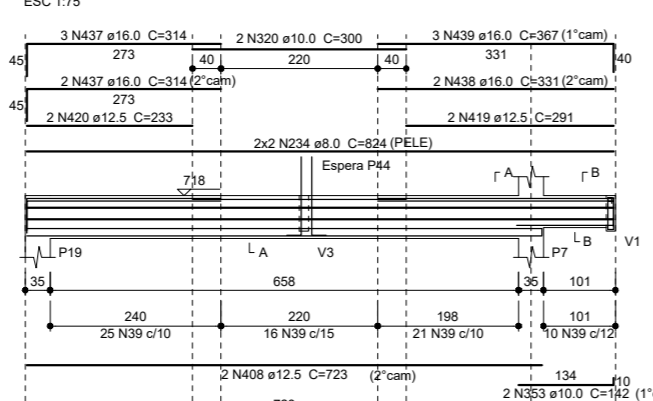 ESC 1:75
3 N437 ø16.0 C=314
2 N320 ø10.0 C=300
3 N439 ø16.0 C=367 (1°cam)
45
273
40
220
40
331
40
2 N437 ø16.0 C=314 (2°cam)
2 N438 ø16.0 C=331 (2°cam)
45
273
2 N420 ø12.5 C=233
2 N419 ø12.5 C=291
2x2 N234 ø8.0 C=824 (PELE)
Espera P44
A
B
718
P19
A
V3
P7
B
V1
35
658
35
101
240
220
198
101
25 N39 c/10
16 N39 c/15
21 N39 c/10
10 N39 c/12
2 N408 ø12.5 C=723 (2°cam)
134
10
2 N353 ø10.0 C=142 (1°